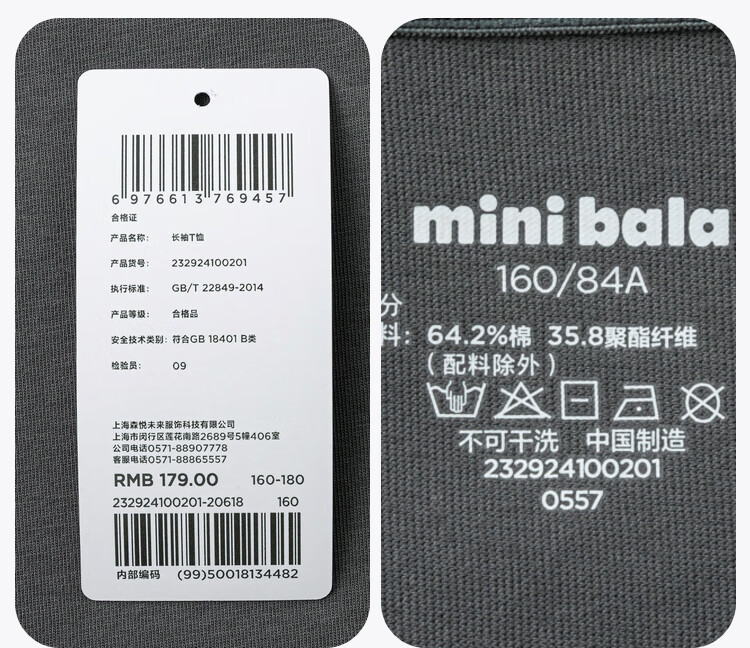 6 976613 769457
合格证
产品名称： 长袖T恤
产品货号： 232924100201
执行标准： GB/T 22849-2014
产品等级： 合格品
安全技术类别： 符合GB 18401 B类
检验员： 09
上海森悦未来服饰科技有限公司
上海市闵行区莲花南路2689号5幢406室
公司电话0571-88907778
客服电话0571-88865557
RMB 179.00 160-180
232924100201-20618 160
内部编码 (99)50018134482
mini bala
160/84A
分
料： 64.2%棉 35.8聚酯纤维
（配料除外）
不可干洗 中国制造
232924100201
0557